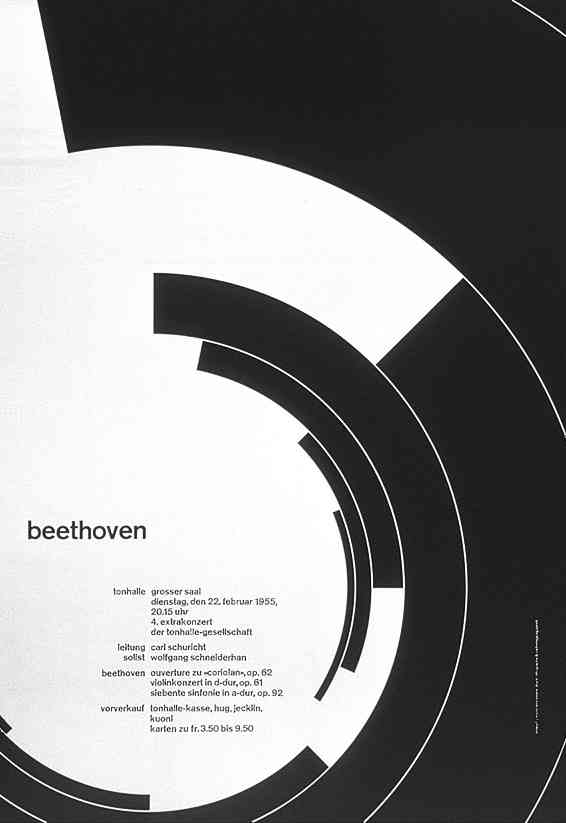 beethoven
tonhalle grosser saal
dienstag, den 22. februar 1955,
20.15 uhr
4. extrakonzert
der tonhalle-gesellschaft
leitung carl schuricht
solist wolfgang schneiderhan
beethoven ouverture zu «coriolan», op. 62
violinkonzert in d-dur, op. 61
siebente sinfonie in a-dur, op. 92
vorverkauf tonhalle-kasse, hug, jecklin,
kuoni
karten zu fr. 3.50 bis 9.50